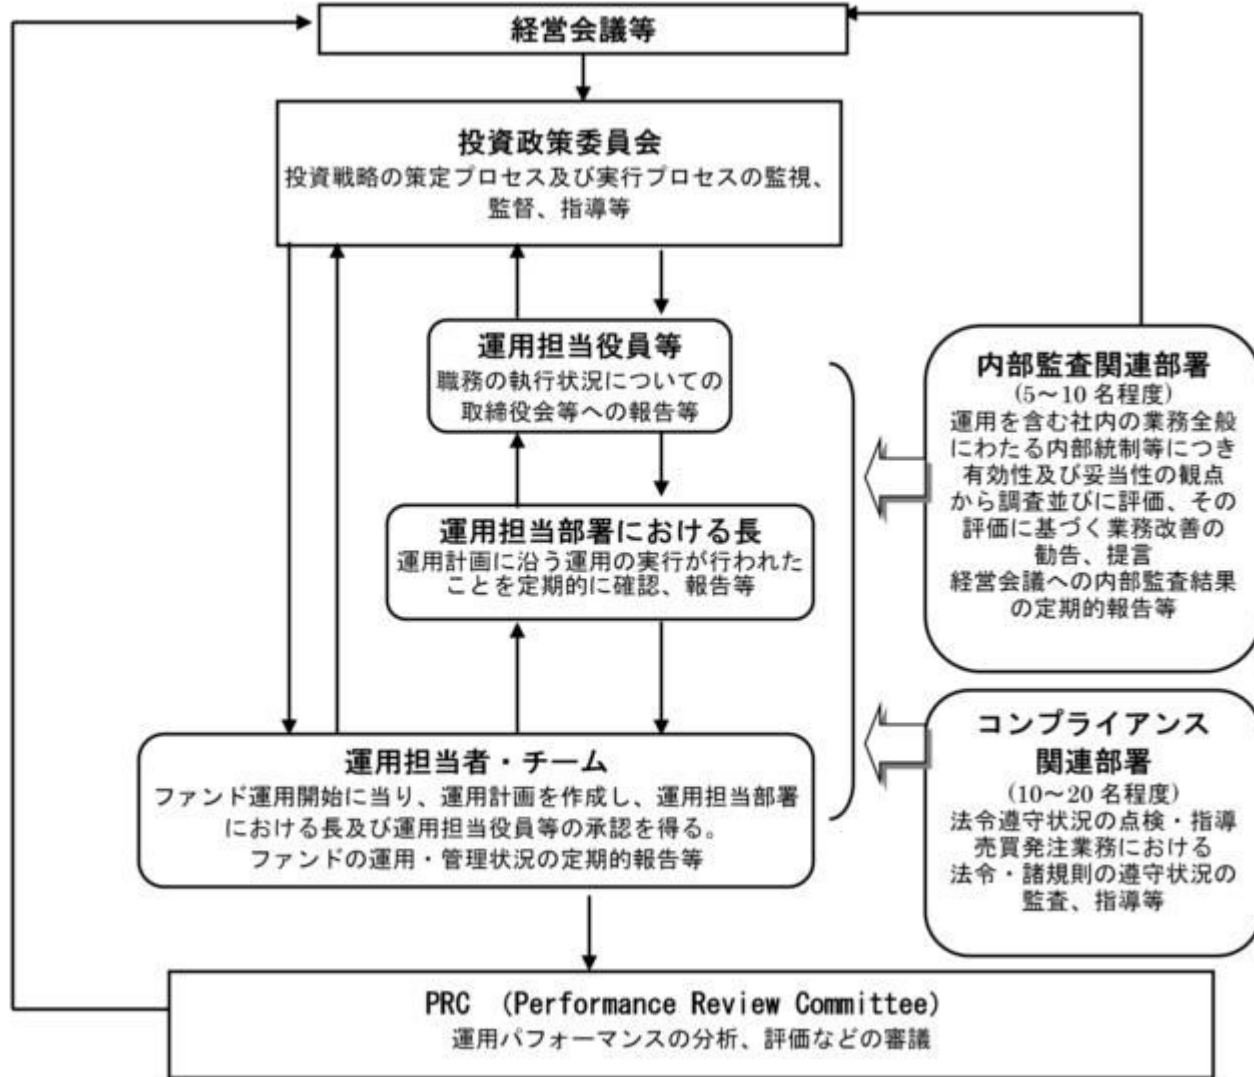 経営会議等
投資政策委員会
投資戦略の策定プロセス及び実行プロセスの監視、
監督、指導等
運用担当役員等
職務の執行状況についての
取締役会等への報告等
運用担当部署における長
運用計画に沿う運用の実行が行われた
ことを定期的に確認、報告等
運用担当者・チーム
ファンド運用開始に当り、運用計画を作成し、運用担当部署
における長及び運用担当役員等の承認を得る。
ファンドの運用・管理状況の定期的報告等
内部監査関連部署
(5～10 名程度)
運用を含む社内の業務全般
にわたる内部統制等につき
有効性及び妥当性の観点
から調査並びに評価、その
評価に基づく業務改善の
勧告、提言
経営会議への内部監査結果
の定期的報告等
コンプライアンス
関連部署
(10～20 名程度)
法令遵守状況の点検・指導
売買発注業務における
法令・諸規則の遵守状況の
監査、指導等
PRC (Performance Review Committee)
運用パフォーマンスの分析、評価などの審議